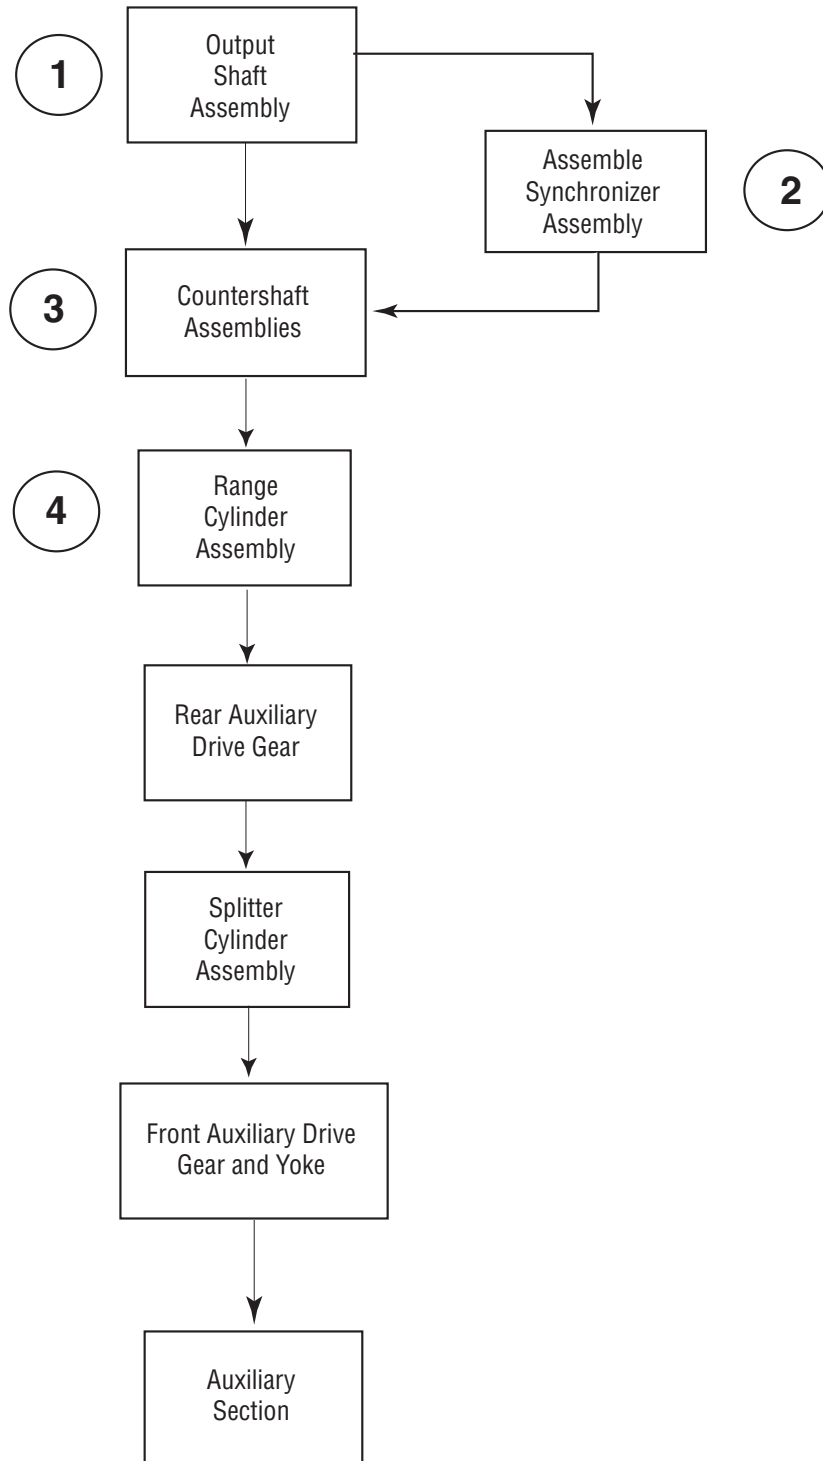 1
Output
Shaft
Assembly
Assemble
Synchronizer
Assembly
2
3
Countershaft
Assemblies
4
Range
Cylinder
Assembly
Rear Auxiliary
Drive Gear
Splitter
Cylinder
Assembly
Front Auxiliary Drive
Gear and Yoke
Auxiliary
Section